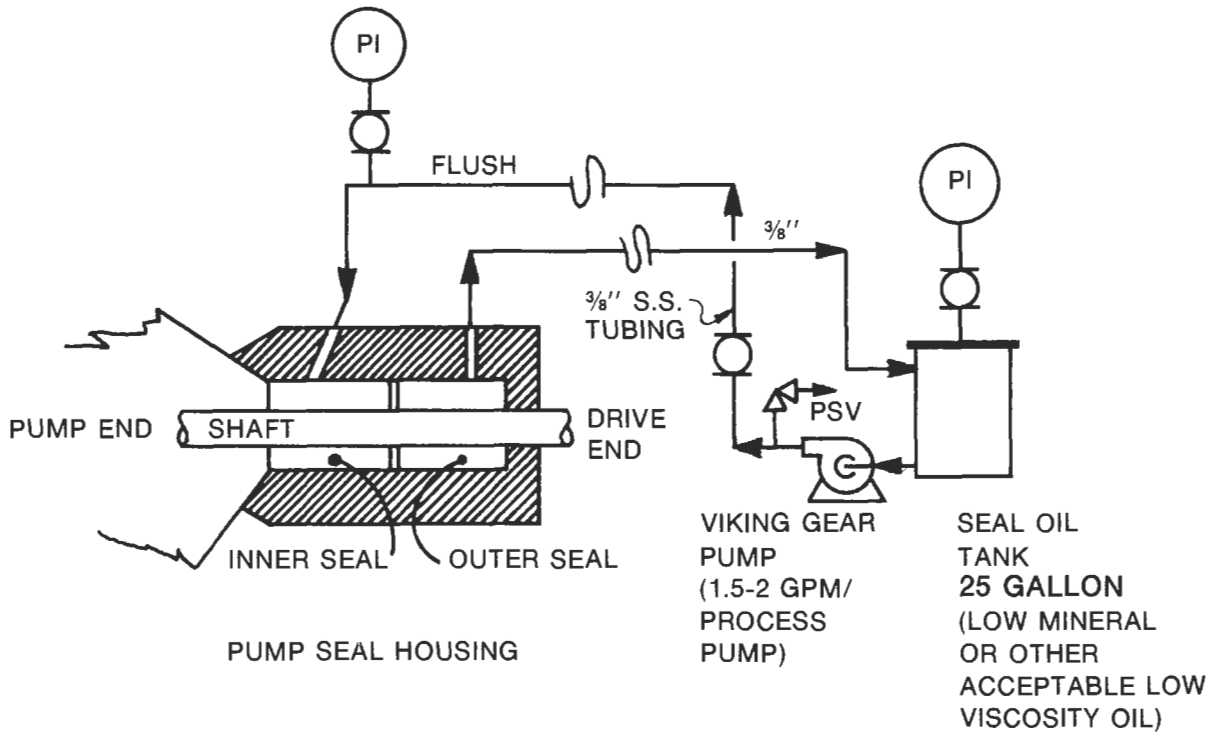 PI
FLUSH
PI
⅜''
⅜'' S.S.
TUBING
PSV
PUMP END
SHAFT
DRIVE
END
C
INNER SEAL
OUTER SEAL
PUMP SEAL HOUSING
VIKING GEAR
PUMP
(1.5-2 GPM/
PROCESS
PUMP)
SEAL OIL
TANK
25 GALLON
(LOW MINERAL
OR OTHER
ACCEPTABLE LOW
VISCOSITY OIL)